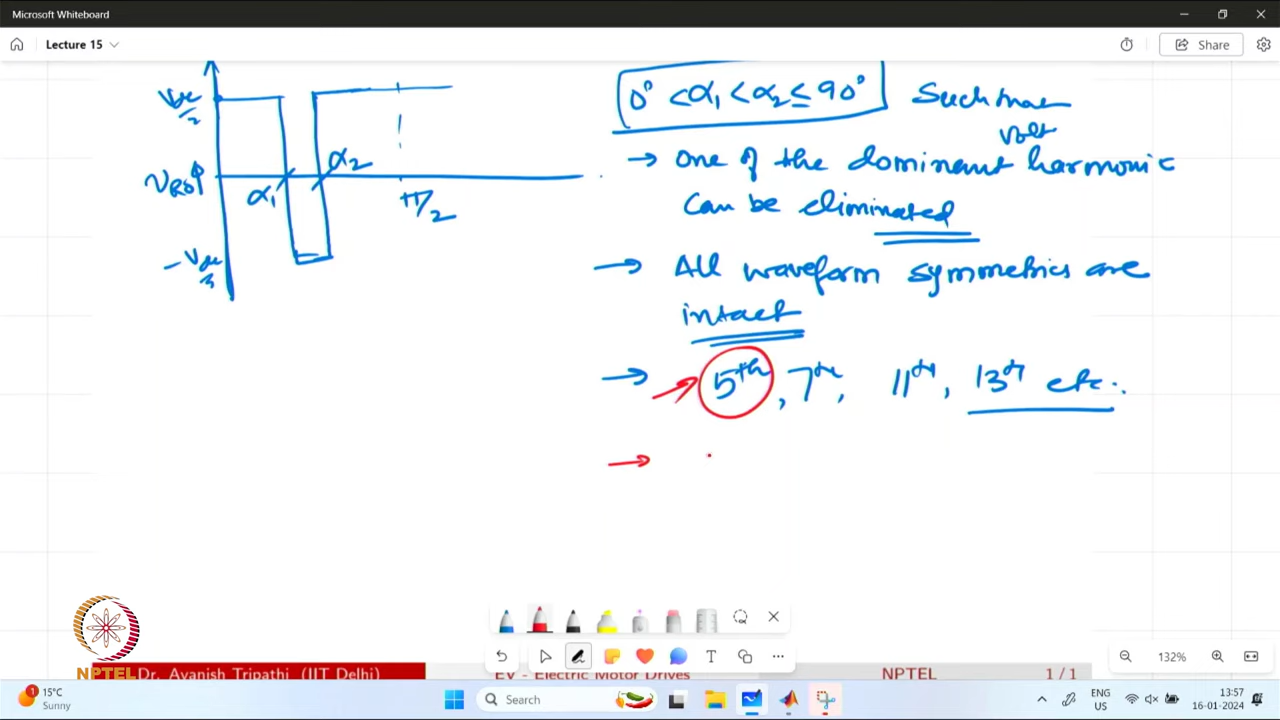 Microsoft Whiteboard
Lecture 15
Share
Vdc/2
VRO
-Vdc/2
α1
α2
π/2
0° < α1 < α2 ≤ 90° Such that
volt
→ One of the dominant harmonic
can be eliminated
→ All waveform symmetries are
intact
→ 5th, 7th, 11th, 13th etc.
→
NPTEL Dr. Avanish Tripathi (IIT Delhi)
EV - Electric Motor Drives
NPTEL
1 / 1
132%
1
15°C
Sunny
Search
ENG
US
13:57
16-01-2024